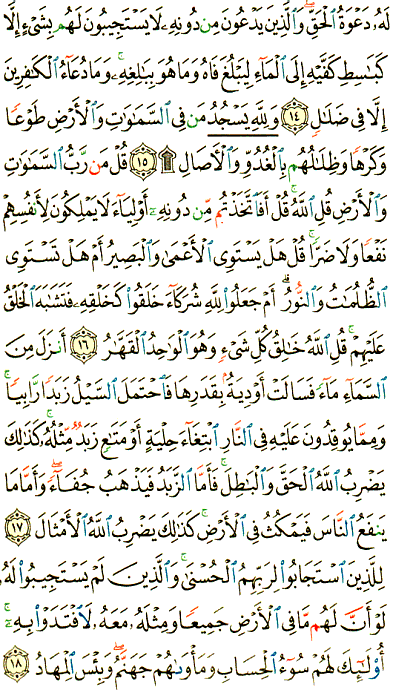 لَهُۥ دَعْوَةُ ٱلْحَقِّ ۖ وَٱلَّذِينَ يَدْعُونَ مِن دُونِهِۦ لَا يَسْتَجِيبُونَ لَهُم بِشَىْءٍ إِلَّا
كَبَٰسِطِ كَفَّيْهِ إِلَى ٱلْمَآءِ لِيَبْلُغَ فَاهُ وَمَا هُوَ بِبَٰلِغِهِۦ ۚ وَمَا دُعَآءُ ٱلْكَٰفِرِينَ
إِلَّا فِى ضَلَٰلٍ ١٤ وَلِلَّهِ يَسْجُدُ مَن فِى ٱلسَّمَٰوَٰتِ وَٱلْأَرْضِ طَوْعًا
وَكَرْهًا وَظِلَٰلُهُم بِٱلْغُدُوِّ وَٱلْءَاصَالِ ۩ ١٥ قُلْ مَن رَّبُّ ٱلسَّمَٰوَٰتِ
وَٱلْأَرْضِ قُلِ ٱللَّهُ ۚ قُلْ أَفَٱتَّخَذْتُم مِّن دُونِهِۦٓ أَوْلِيَآءَ لَا يَمْلِكُونَ لِأَنفُسِهِمْ
نَفْعًا وَلَا ضَرًّا ۚ قُلْ هَلْ يَسْتَوِى ٱلْأَعْمَىٰ وَٱلْبَصِيرُ أَمْ هَلْ تَسْتَوِى
ٱلظُّلُمَٰتُ وَٱلنُّورُ ۗ أَمْ جَعَلُوا۟ لِلَّهِ شُرَكَآءَ خَلَقُوا۟ كَخَلْقِهِۦ فَتَشَٰبَهَ ٱلْخَلْقُ
عَلَيْهِمْ ۚ قُلِ ٱللَّهُ خَٰلِقُ كُلِّ شَىْءٍ وَهُوَ ٱلْوَٰحِدُ ٱلْقَهَّٰرُ ١٦ أَنزَلَ مِنَ
ٱلسَّمَآءِ مَآءً فَسَالَتْ أَوْدِيَةٌۢ بِقَدَرِهَا فَٱحْتَمَلَ ٱلسَّيْلُ زَبَدًا رَّابِيًا ۚ
وَمِمَّا يُوقِدُونَ عَلَيْهِ فِى ٱلنَّارِ ٱبْتِغَآءَ حِلْيَةٍ أَوْ مَتَٰعٍ زَبَدٌ مِّثْلُهُۥ ۚ كَذَٰلِكَ
يَضْرِبُ ٱللَّهُ ٱلْحَقَّ وَٱلْبَٰطِلَ ۚ فَأَمَّا ٱلزَّبَدُ فَيَذْهَبُ جُفَآءً ۖ وَأَمَّا مَا
يَنفَعُ ٱلنَّاسَ فَيَمْكُثُ فِى ٱلْأَرْضِ ۚ كَذَٰلِكَ يَضْرِبُ ٱللَّهُ ٱلْأَمْثَالَ ١٧
لِلَّذِينَ ٱسْتَجَابُوا۟ لِرَبِّهِمُ ٱلْحُسْنَىٰ ۚ وَٱلَّذِينَ لَمْ يَسْتَجِيبُوا۟ لَهُۥ
لَوْ أَنَّ لَهُم مَّا فِى ٱلْأَرْضِ جَمِيعًا وَمِثْلَهُۥ مَعَهُۥ لَٱفْتَدَوْا۟ بِهِۦٓ ۚ
أُو۟لَٰٓئِكَ لَهُمْ سُوٓءُ ٱلْحِسَابِ وَمَأْوَىٰهُمْ جَهَنَّمُ ۖ وَبِئْسَ ٱلْمِهَادُ ١٨